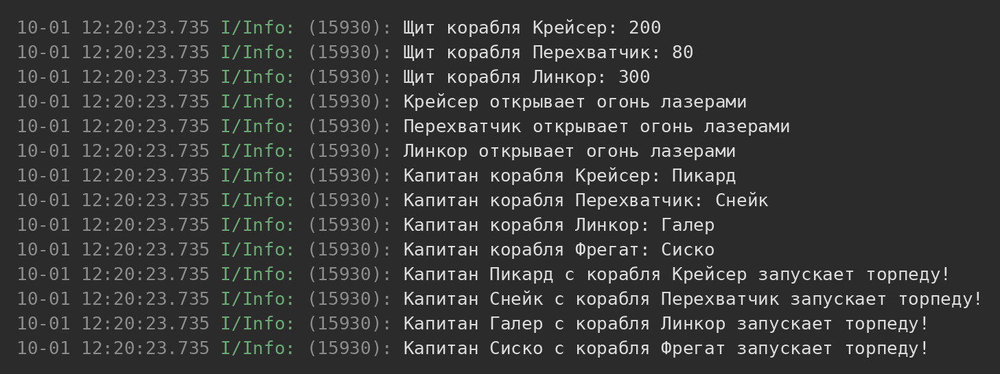 10-01 12:20:23.735 I/Info: (15930): Щит корабля Крейсер: 200
10-01 12:20:23.735 I/Info: (15930): Щит корабля Перехватчик: 80
10-01 12:20:23.735 I/Info: (15930): Щит корабля Линкор: 300
10-01 12:20:23.735 I/Info: (15930): Крейсер открывает огонь лазерами
10-01 12:20:23.735 I/Info: (15930): Перехватчик открывает огонь лазерами
10-01 12:20:23.735 I/Info: (15930): Линкор открывает огонь лазерами
10-01 12:20:23.735 I/Info: (15930): Капитан корабля Крейсер: Пикард
10-01 12:20:23.735 I/Info: (15930): Капитан корабля Перехватчик: Снейк
10-01 12:20:23.735 I/Info: (15930): Капитан корабля Линкор: Галер
10-01 12:20:23.735 I/Info: (15930): Капитан корабля Фрегат: Сиско
10-01 12:20:23.735 I/Info: (15930): Капитан Пикард с корабля Крейсер запускает торпеду!
10-01 12:20:23.735 I/Info: (15930): Капитан Снейк с корабля Перехватчик запускает торпеду!
10-01 12:20:23.735 I/Info: (15930): Капитан Галер с корабля Линкор запускает торпеду!
10-01 12:20:23.735 I/Info: (15930): Капитан Сиско с корабля Фрегат запускает торпеду!